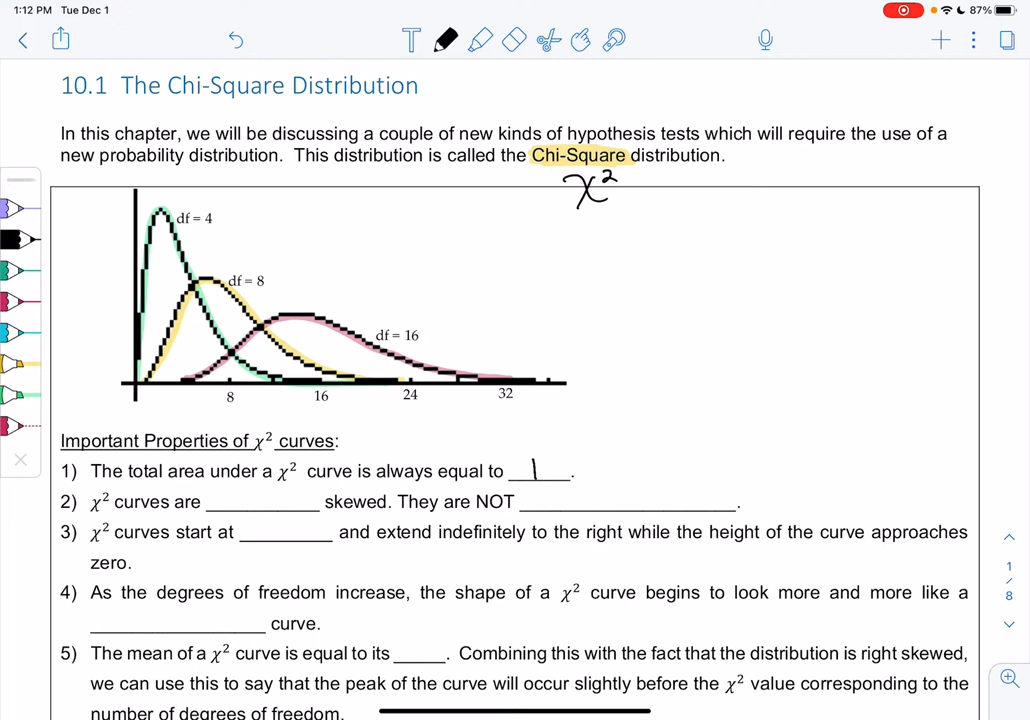 1:12 PM Tue Dec 1
87%
10.1 The Chi-Square Distribution
In this chapter, we will be discussing a couple of new kinds of hypothesis tests which will require the use of a
new probability distribution. This distribution is called the Chi-Square distribution.
χ²
df = 4
df = 8
df = 16
8 16 24 32
Important Properties of χ² curves:
1) The total area under a χ² curve is always equal to __1__.
2) χ² curves are ___________ skewed. They are NOT _____________________.
3) χ² curves start at _________ and extend indefinitely to the right while the height of the curve approaches
zero.
4) As the degrees of freedom increase, the shape of a χ² curve begins to look more and more like a
_________________ curve.
5) The mean of a χ² curve is equal to its _____. Combining this with the fact that the distribution is right skewed,
we can use this to say that the peak of the curve will occur slightly before the χ² value corresponding to the
number of degrees of freedom.
1
/
8